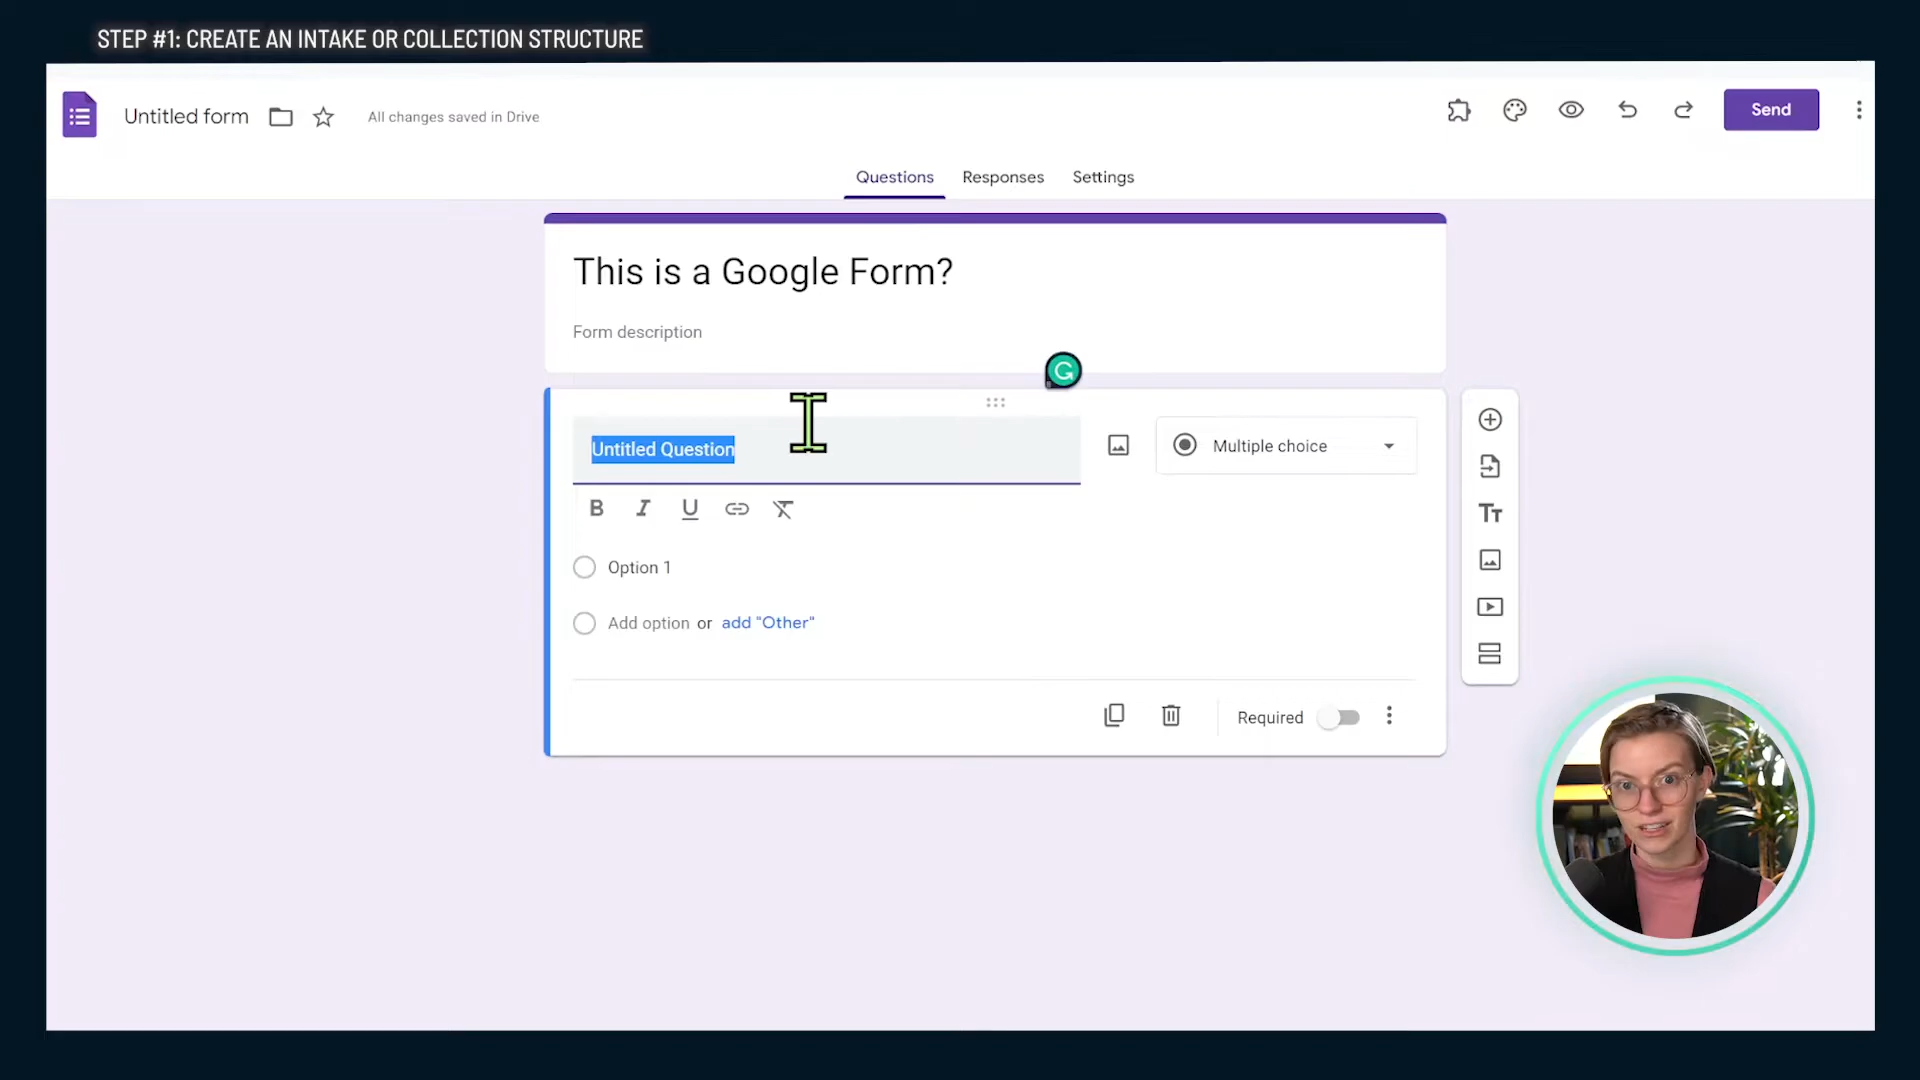 STEP #1: CREATE AN INTAKE OR COLLECTION STRUCTURE
Untitled form
All changes saved in Drive
Send
Questions Responses Settings
This is a Google Form?
Form description
Untitled Question
Multiple choice
B I U
Option 1
Add option or add "Other"
Required